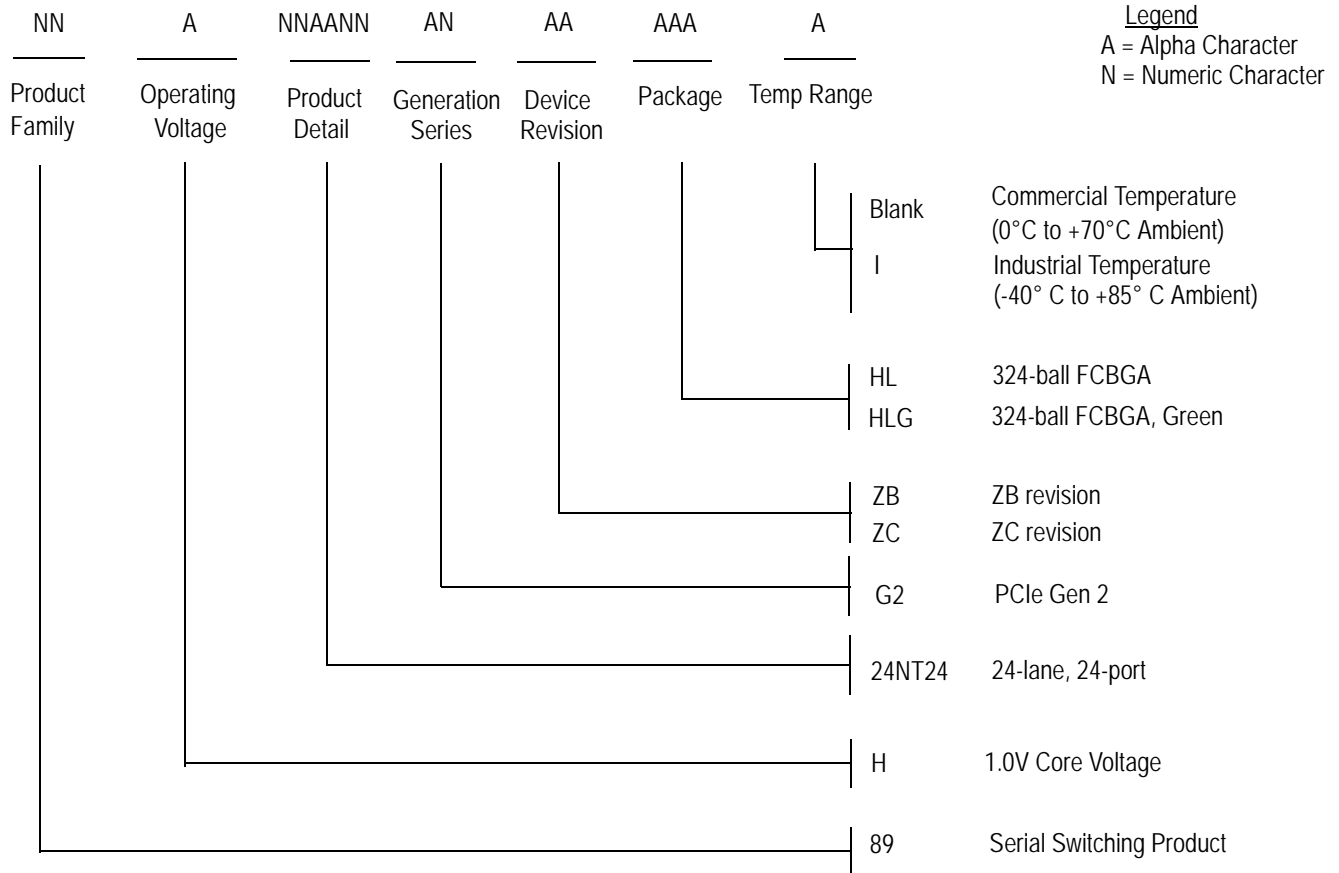 NN A NNAANN AN AA AAA A
Legend
A = Alpha Character
N = Numeric Character
Product Family
Operating Voltage
Product Detail
Generation Series
Device Revision
Package
Temp Range
Blank Commercial Temperature
(0°C to +70°C Ambient)
I Industrial Temperature
(-40° C to +85° C Ambient)
HL 324-ball FCBGA
HLG 324-ball FCBGA, Green
ZB ZB revision
ZC ZC revision
G2 PCIe Gen 2
24NT24 24-lane, 24-port
H 1.0V Core Voltage
89 Serial Switching Product